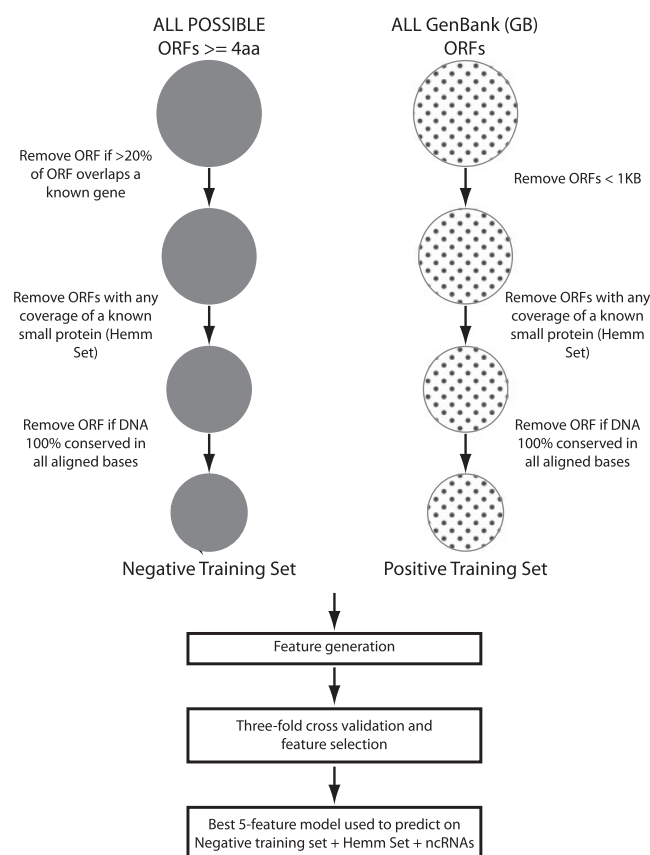 ALL POSSIBLE
ORFs >= 4aa
ALL GenBank (GB)
ORFs
Remove ORF if >20%
of ORF overlaps a
known gene
Remove ORFs < 1KB
Remove ORFs with any
coverage of a known
small protein (Hemm
Set)
Remove ORFs with any
coverage of a known
small protein (Hemm
Set)
Remove ORF if DNA
100% conserved in
all aligned bases
Remove ORF if DNA
100% conserved in
all aligned bases
Negative Training Set
Positive Training Set
Feature generation
Three-fold cross validation and
feature selection
Best 5-feature model used to predict on
Negative training set + Hemm Set + ncRNAs